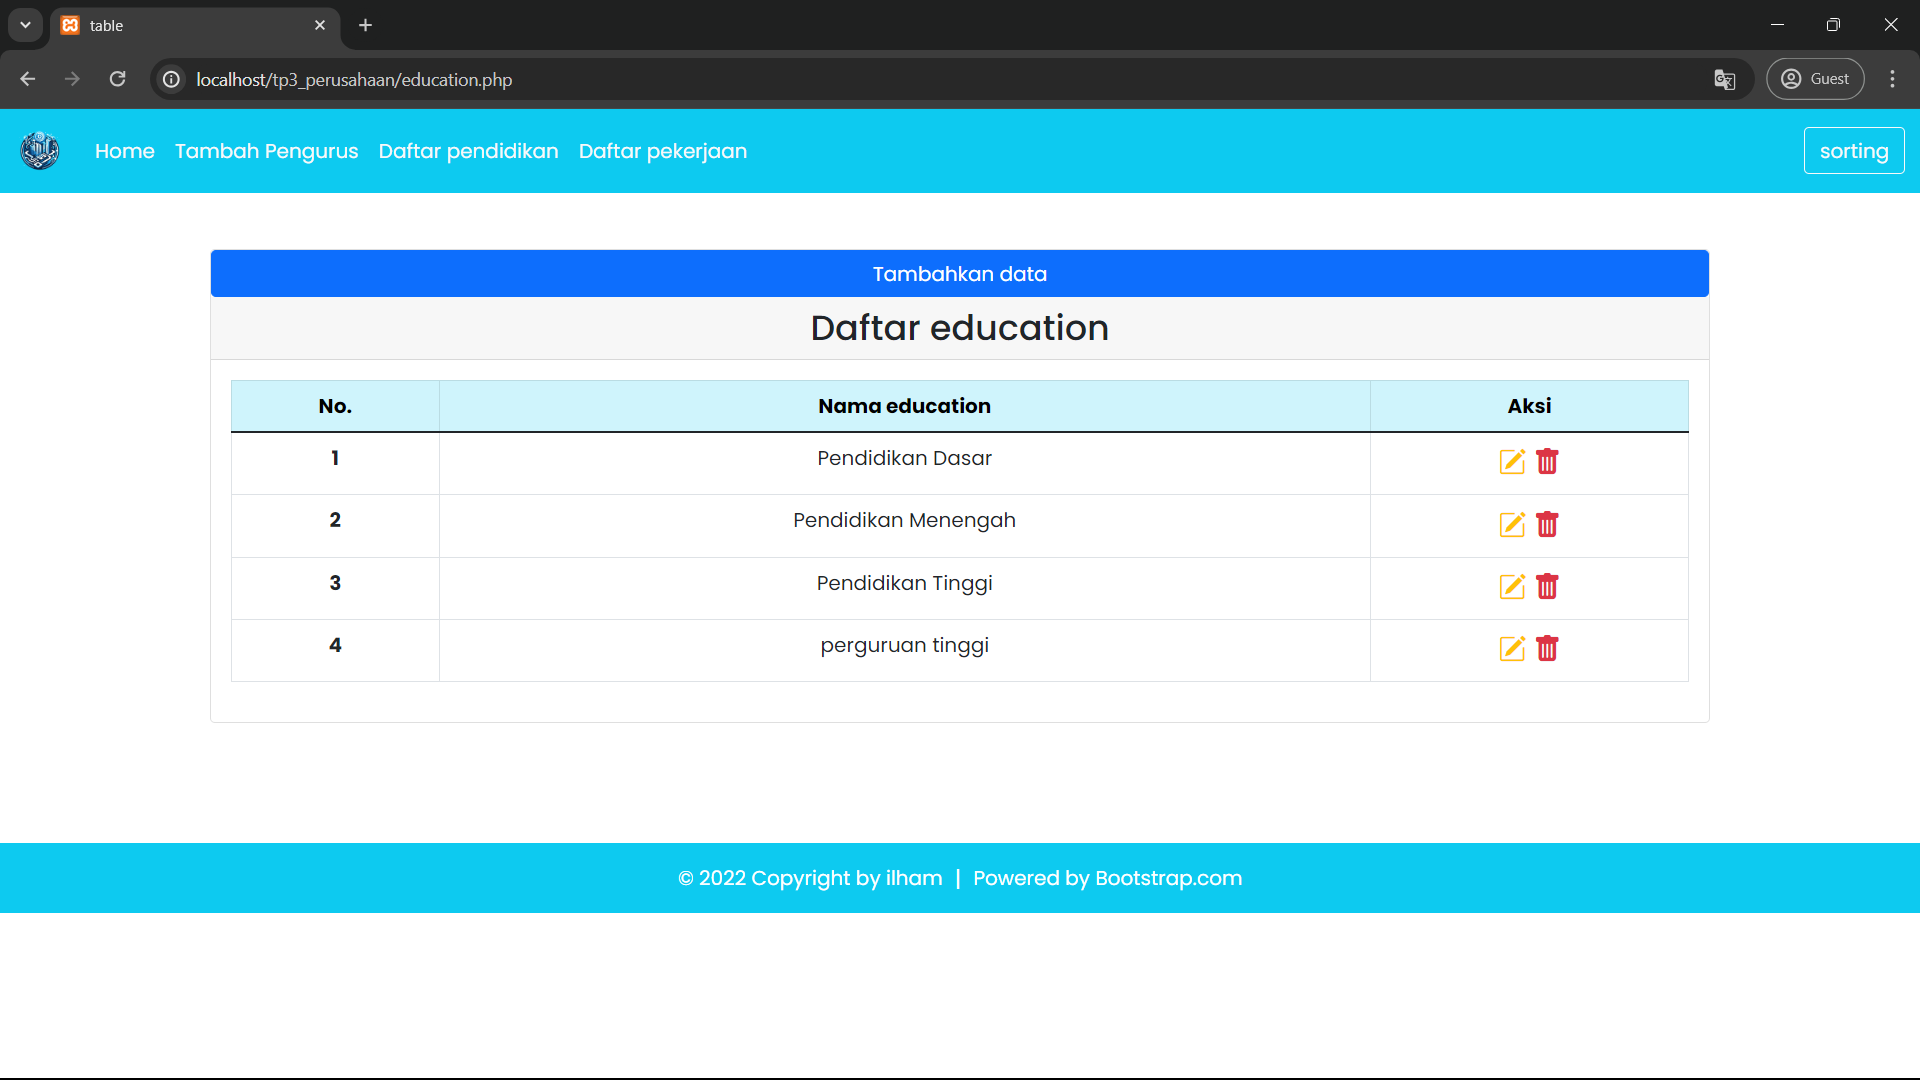 table
localhost/tp3_perusahaan/education.php
Guest
Home Tambah Pengurus Daftar pendidikan Daftar pekerjaan sorting
Tambahkan data
Daftar education
No. Nama education Aksi
1 Pendidikan Dasar
2 Pendidikan Menengah
3 Pendidikan Tinggi
4 perguruan tinggi
© 2022 Copyright by ilham | Powered by Bootstrap.com